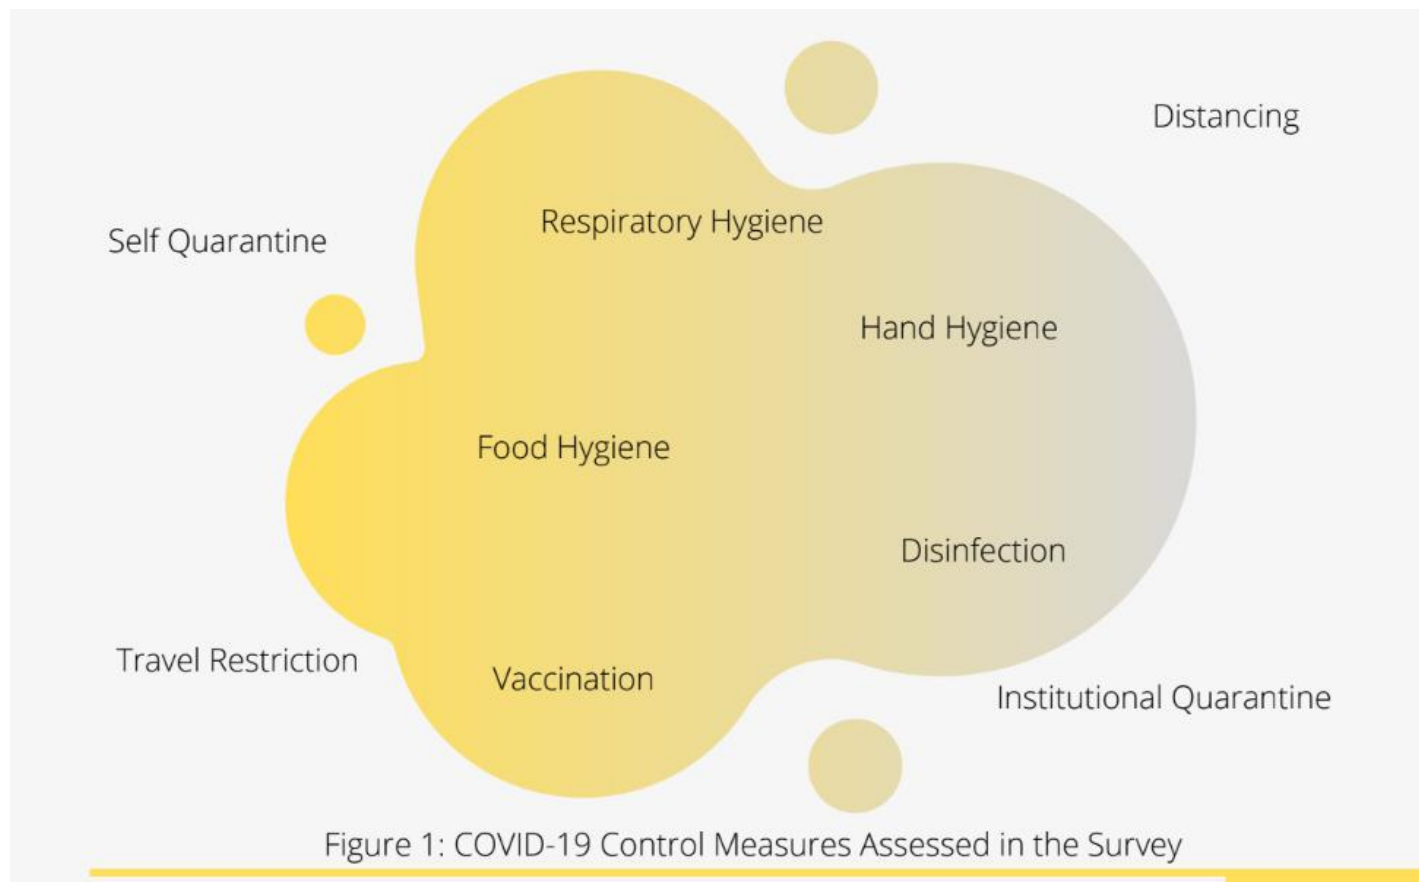 Distancing
Respiratory Hygiene
Self Quarantine
Hand Hygiene
Food Hygiene
Disinfection
Travel Restriction
Vaccination
Institutional Quarantine
Figure 1: COVID-19 Control Measures Assessed in the Survey